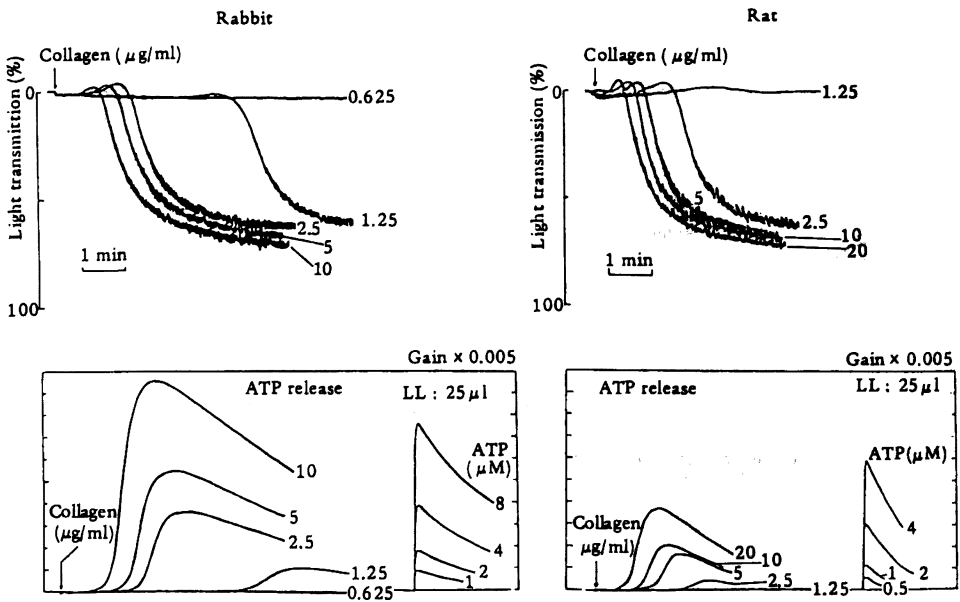 Rabbit
Collagen ( μg/ml)
Light transmittion (%)
0
100
0.625
1.25
2.5
5
10
1 min
Rat
Collagen ( μg/ml)
Light transmission (%)
0
100
1.25
5
2.5
10
20
1 min
Gain × 0.005
ATP release
LL : 25 μl
ATP
(μM)
10
5
2.5
1.25
0.625
Collagen
(μg/ml)
8
4
2
1
Gain × 0.005
ATP release
LL : 25 μl
ATP(μM)
Collagen
μg/ml)
20
10
5
2.5
1.25
4
2
1
0.5